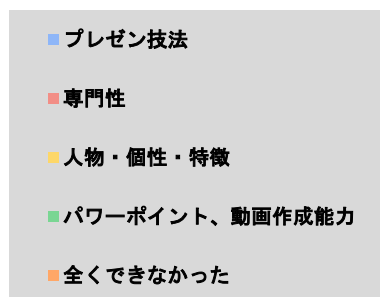 プレゼン技法
専門性
人物・個性・特徴
パワーポイント、動画作成能力
全くできなかった